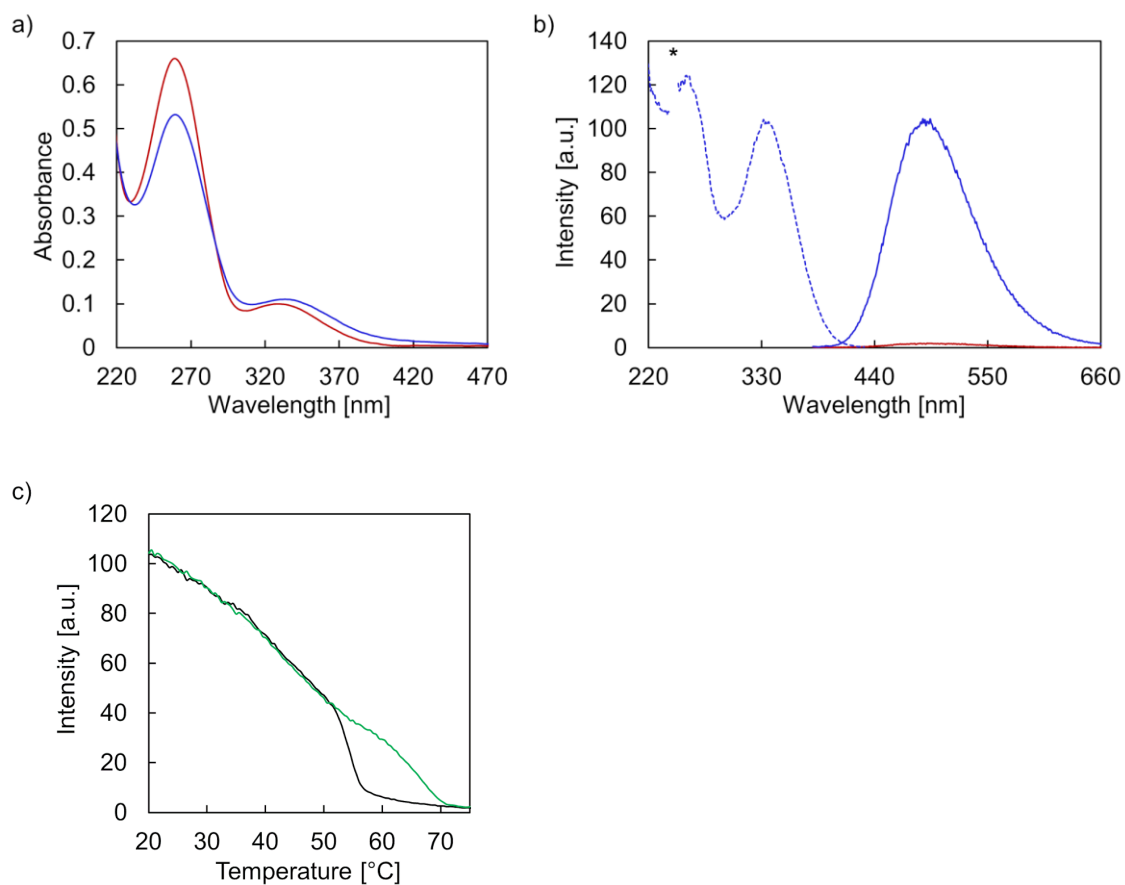 a)
0.7
0.6
0.5
0.4
0.3
0.2
0.1
0
Absorbance
220 270 320 370 420 470
Wavelength [nm]
b)
140
120
100
80
60
40
20
0
*
Intensity [a.u.]
220 330 440 550 660
Wavelength [nm]
c)
120
100
80
60
40
20
0
Intensity [a.u.]
20 30 40 50 60 70
Temperature [°C]